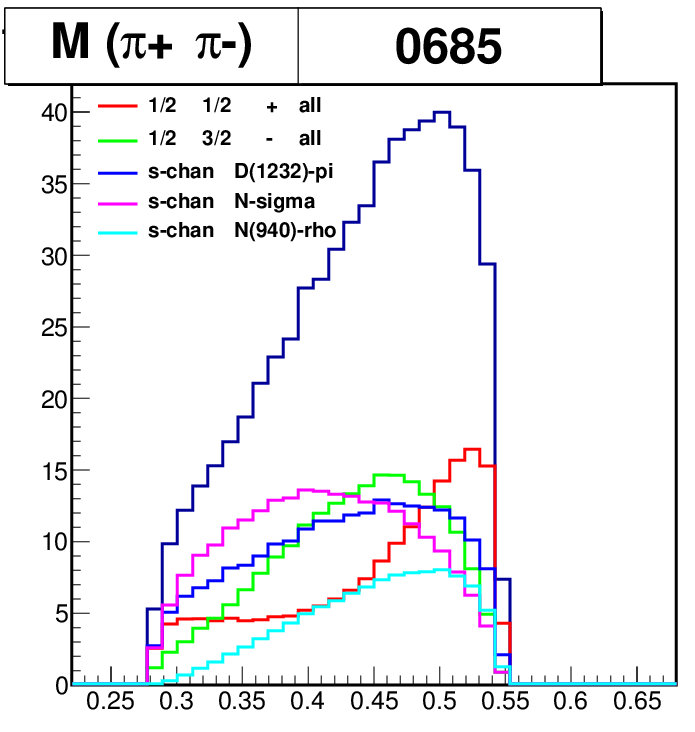 M (π+ π-) 0685
1/2 1/2 + all
1/2 3/2 - all
s-chan D(1232)-pi
s-chan N-sigma
s-chan N(940)-rho
40
35
30
25
20
15
10
5
0
0.25 0.3 0.35 0.4 0.45 0.5 0.55 0.6 0.65